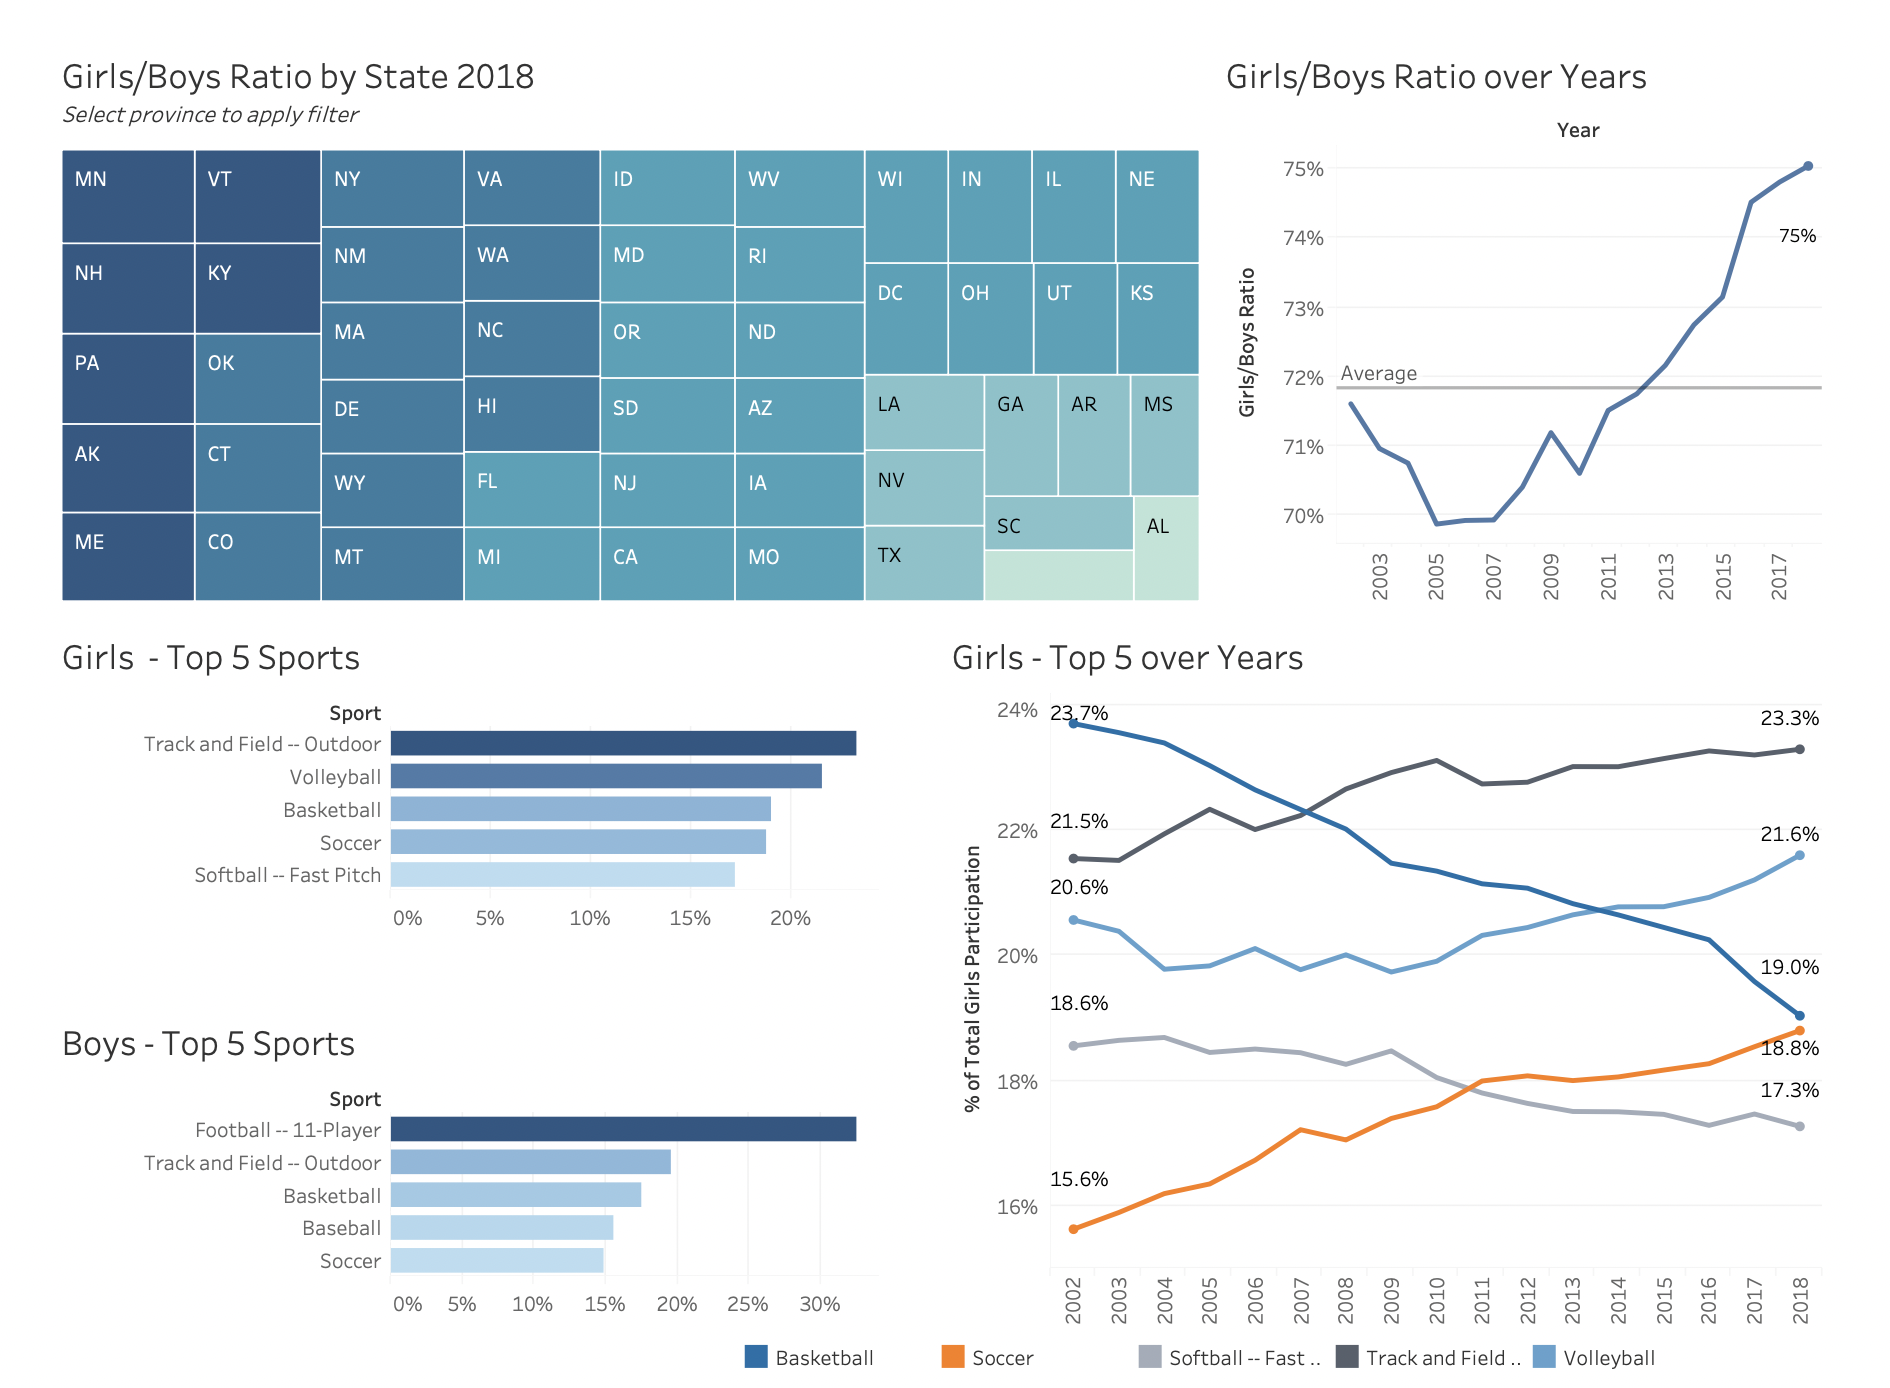 Girls/Boys Ratio by State 2018
Select province to apply filter
MN
VT
NY
VA
ID
WV
WI
IN
IL
NE
NH
KY
NM
WA
MD
RI
DC
OH
UT
KS
PA
OK
MA
NC
OR
ND
LA
GA
AR
MS
AK
CT
DE
HI
SD
AZ
NV
ME
CO
WY
FL
NJ
IA
SC
AL
MT
MI
CA
MO
TX
Girls/Boys Ratio over Years
Year
Girls/Boys Ratio
75%
74%
73%
72%
71%
70%
75%
Average
2003
2005
2007
2009
2011
2013
2015
2017
Girls - Top 5 Sports
Sport
Track and Field -- Outdoor
Volleyball
Basketball
Soccer
Softball -- Fast Pitch
0% 5% 10% 15% 20%
Boys - Top 5 Sports
Sport
Football -- 11-Player
Track and Field -- Outdoor
Basketball
Baseball
Soccer
0% 5% 10% 15% 20% 25% 30%
Girls - Top 5 over Years
% of Total Girls Participation
24%
22%
20%
18%
16%
23.7%
21.5%
20.6%
18.6%
15.6%
23.3%
21.6%
19.0%
18.8%
17.3%
2002
2003
2004
2005
2006
2007
2008
2009
2010
2011
2012
2013
2014
2015
2016
2017
2018
Basketball
Soccer
Softball -- Fast ..
Track and Field ..
Volleyball